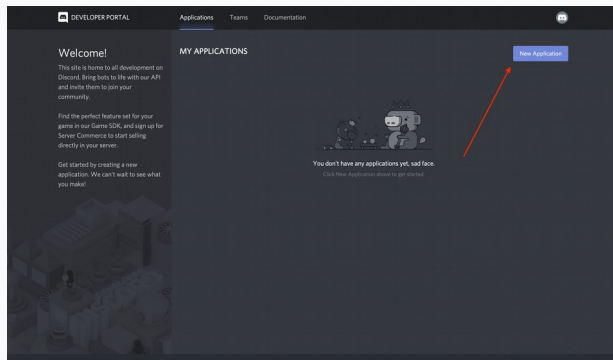 DEVELOPER PORTAL
Applications
Teams
Documentation
Welcome!
This site is home to all development on
Discord. Bring bots to life with our API
and invite them to join your
community.
Find the perfect feature set for your
game in our Game SDK, and sign up for
Server Commerce to start selling
directly in your server.
Get started by creating a new
application. We can't wait to see what
you make!
MY APPLICATIONS
New Application
You don't have any applications yet, sad face.
Click New Application above to get started